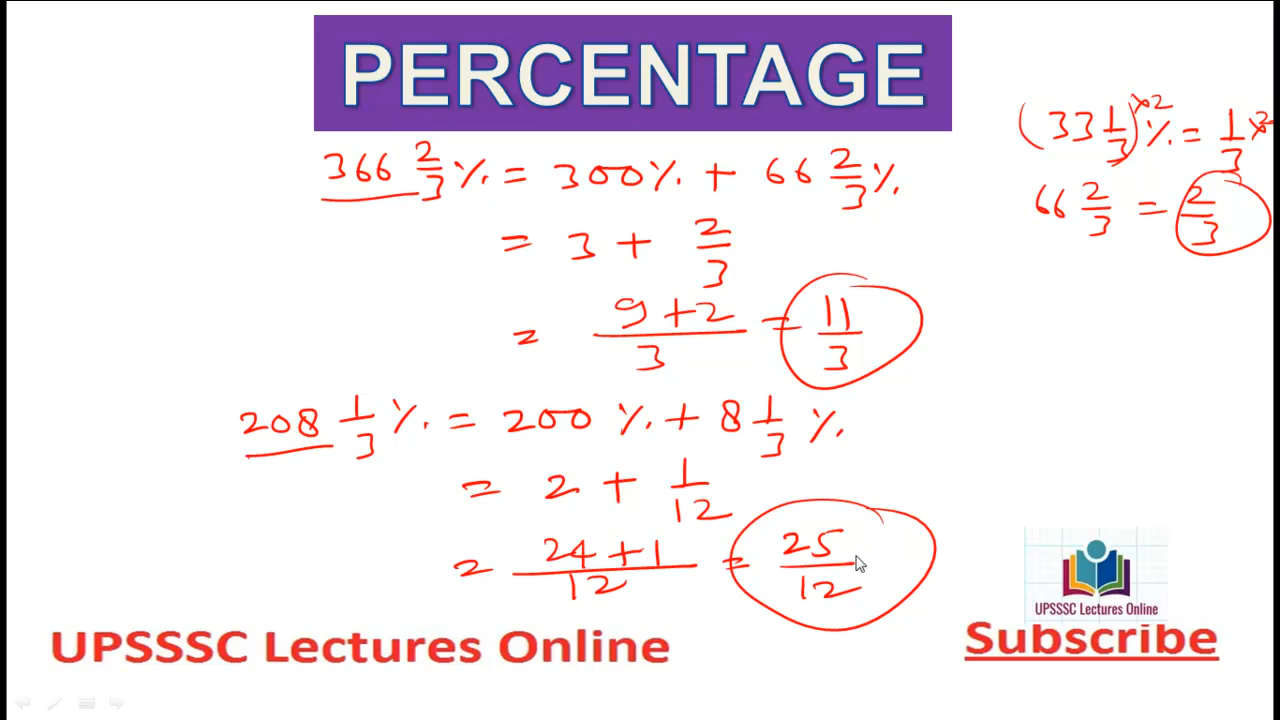 PERCENTAGE
366 2/3 % = 300% + 66 2/3 %
= 3 + 2/3
= 9+2/3 = 11/3
208 1/3 % = 200 % + 8 1/3 %
= 2 + 1/12
= 24+1/12 = 25/12
(33 1/3)×2 % = 1/3 ×2
66 2/3 = 2/3
UPSSSC Lectures Online
UPSSSC Lectures Online
Subscribe